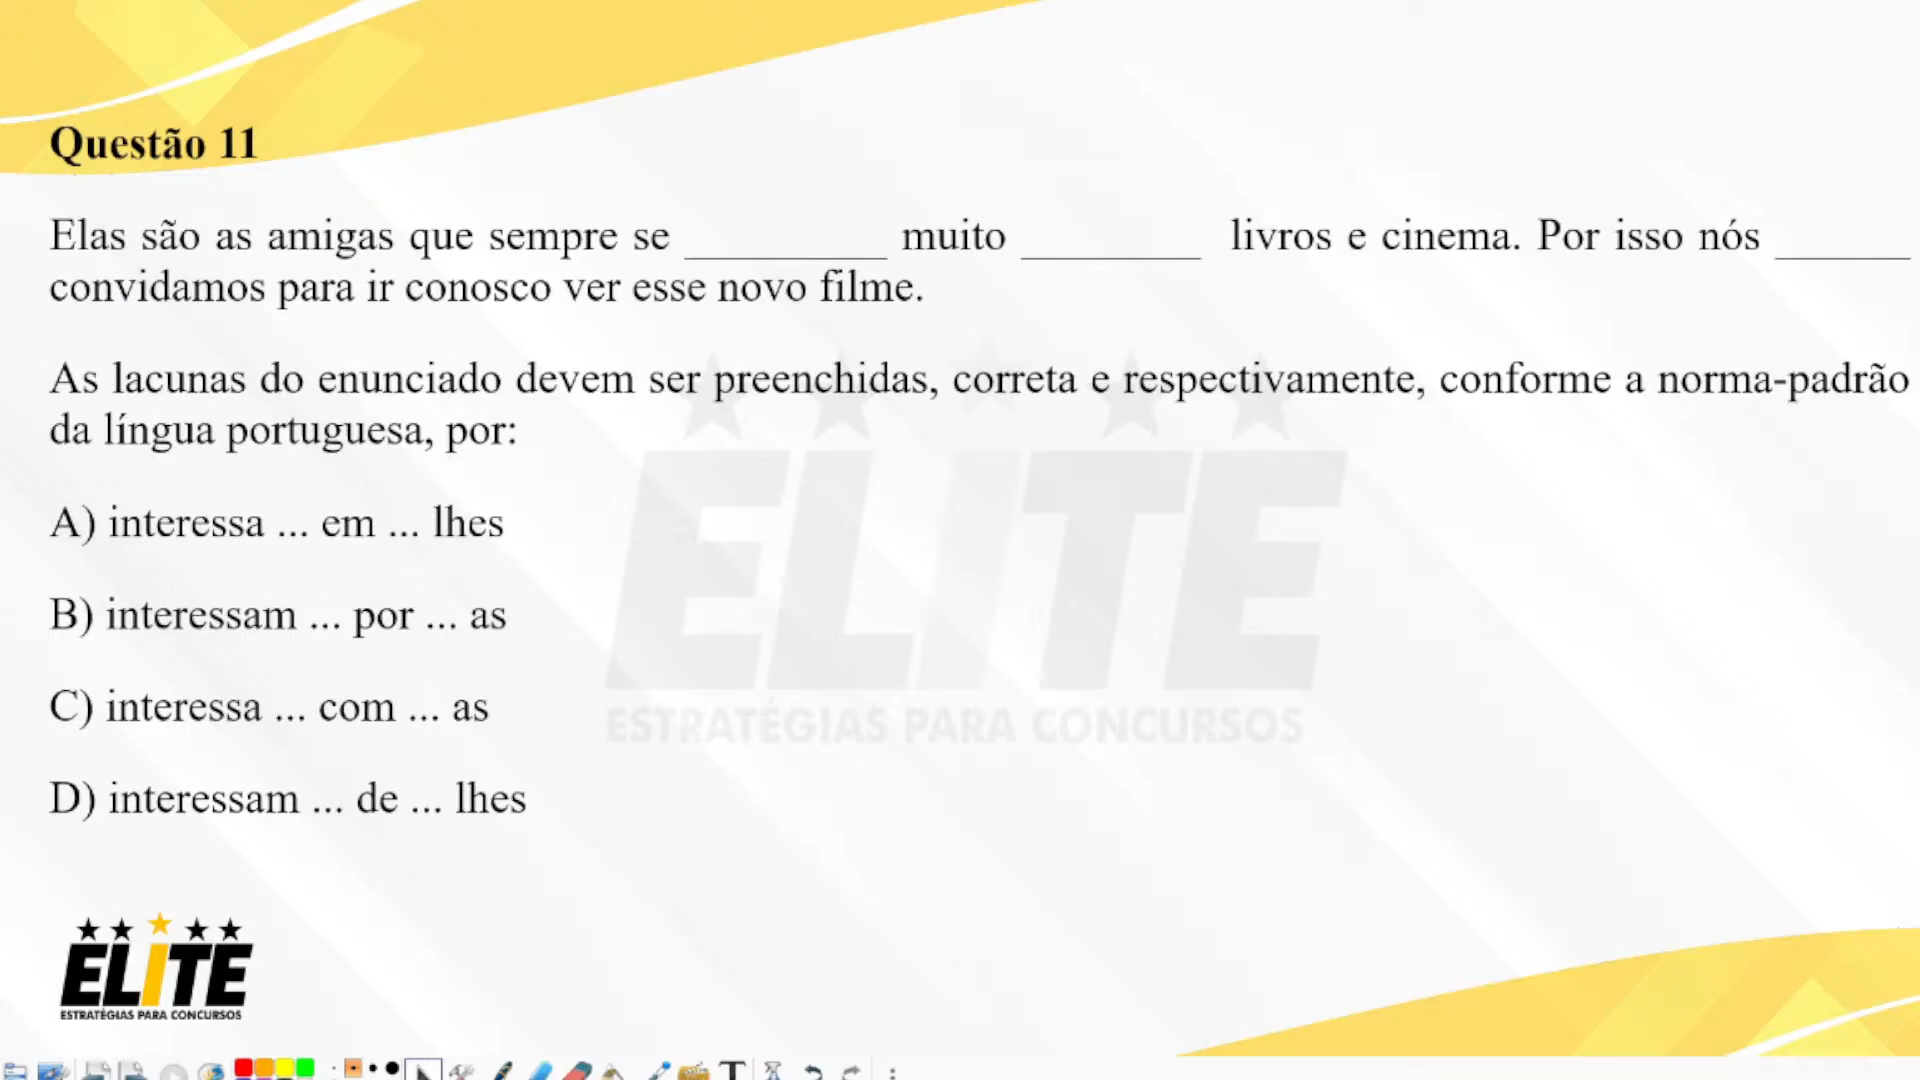 Questão 11
Elas são as amigas que sempre se _________ muito ________ livros e cinema. Por isso nós ______
convidamos para ir conosco ver esse novo filme.
As lacunas do enunciado devem ser preenchidas, correta e respectivamente, conforme a norma-padrão
da língua portuguesa, por:
A) interessa ... em ... lhes
B) interessam ... por ... as
C) interessa ... com ... as
D) interessam ... de ... lhes
ELITE
ESTRATÉGIAS PARA CONCURSOS
ELITE
ESTRATÉGIAS PARA CONCURSOS